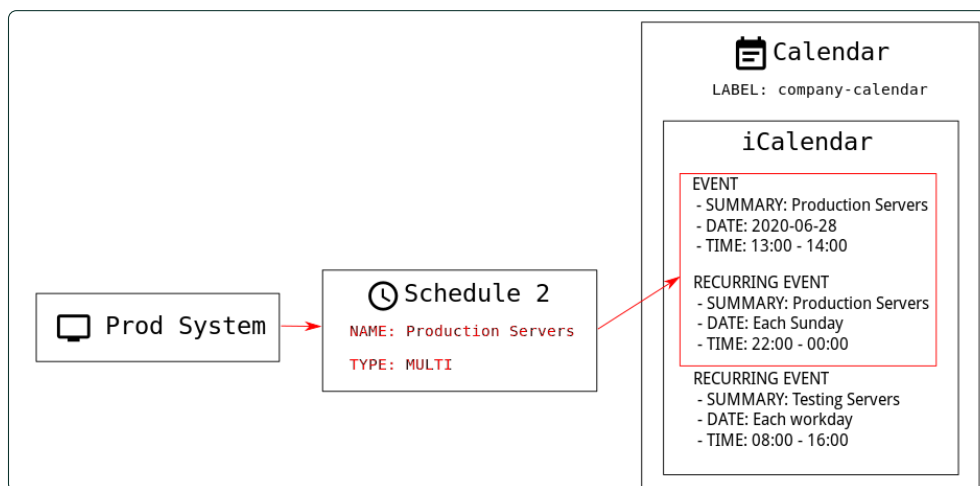 Calendar
LABEL: company-calendar
iCalendar
EVENT
- SUMMARY: Production Servers
- DATE: 2020-06-28
- TIME: 13:00 - 14:00
RECURRING EVENT
- SUMMARY: Production Servers
- DATE: Each Sunday
- TIME: 22:00 - 00:00
RECURRING EVENT
- SUMMARY: Testing Servers
- DATE: Each workday
- TIME: 08:00 - 16:00
Schedule 2
NAME: Production Servers
TYPE: MULTI
Prod System